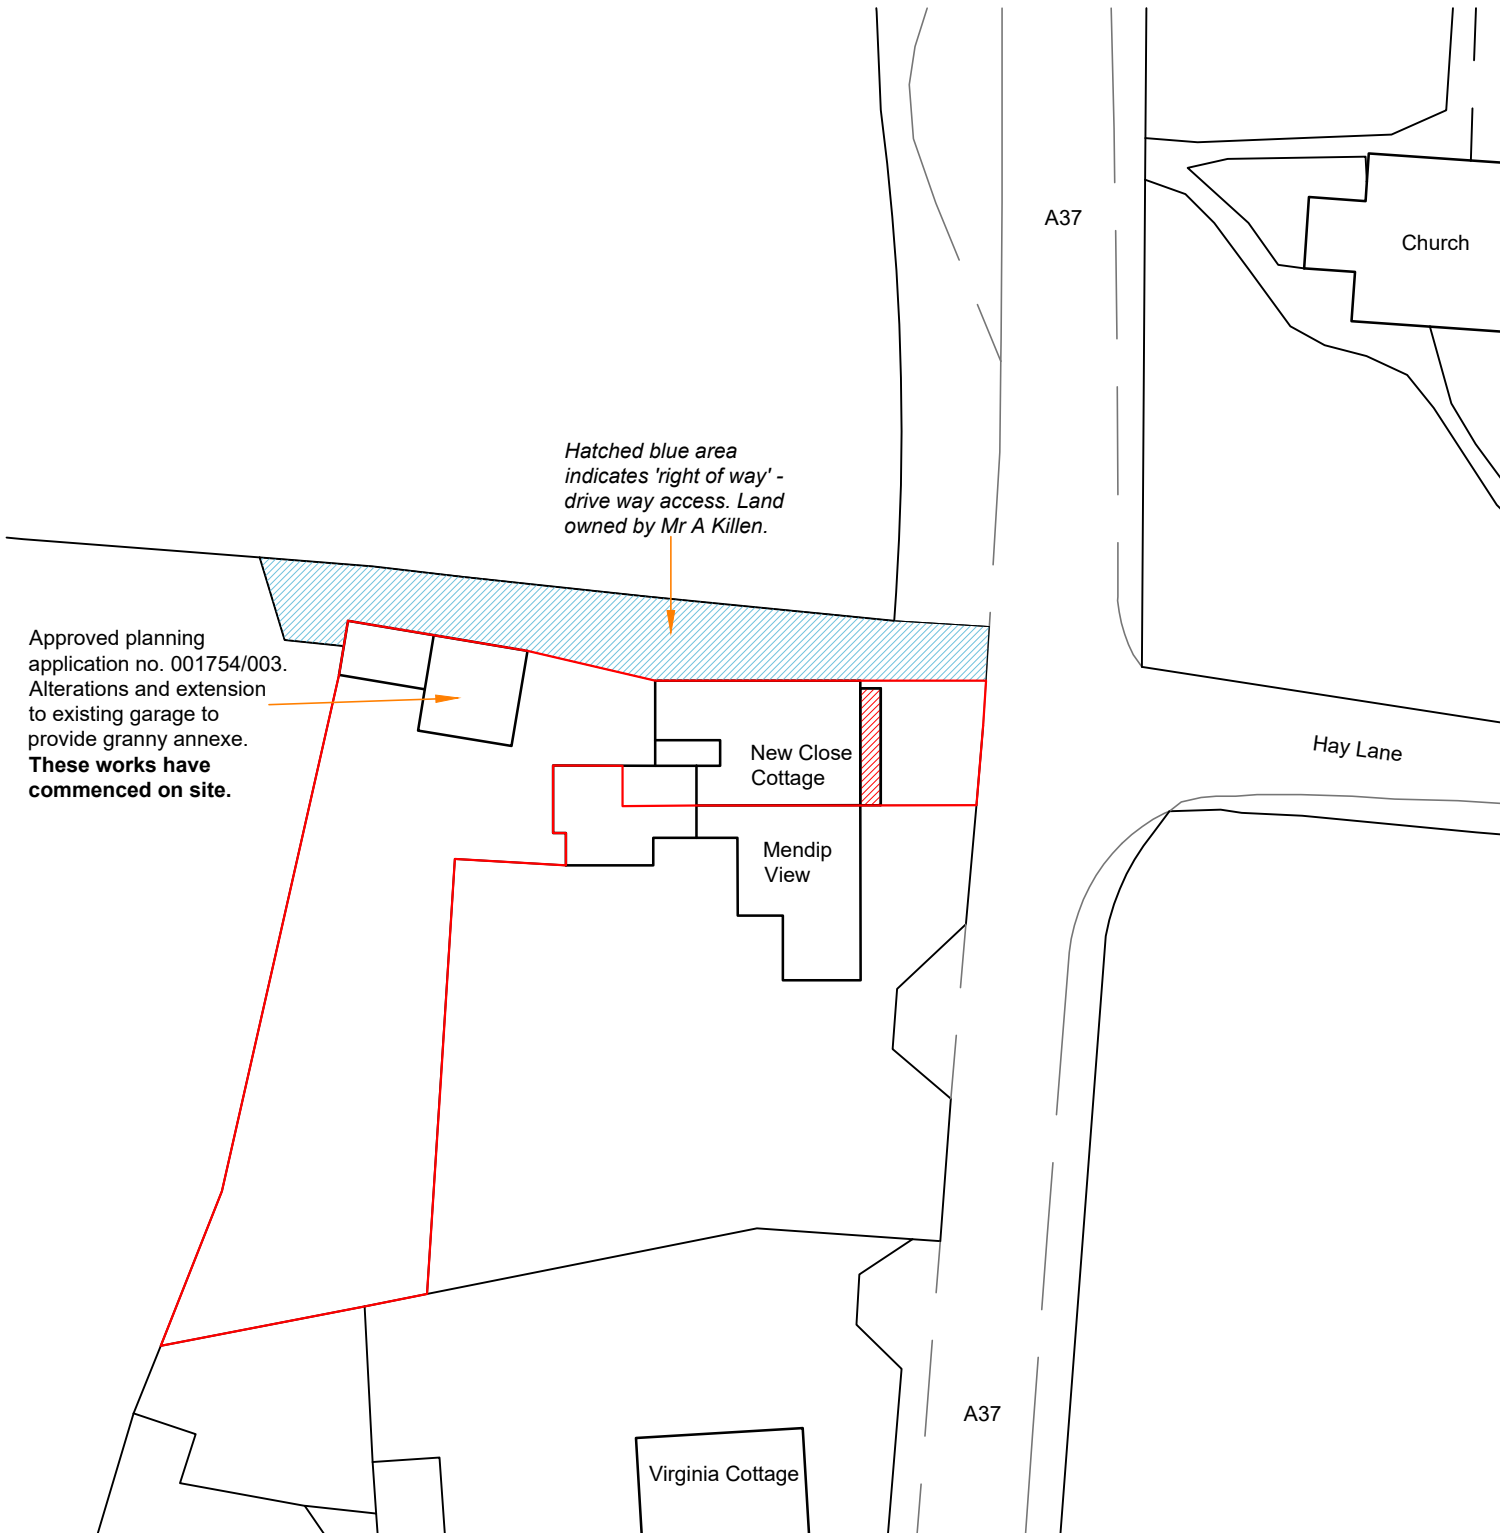 A37
Church
Hatched blue area
indicates 'right of way' -
drive way access. Land
owned by Mr A Killen.
Approved planning
application no. 001754/003.
Alterations and extension
to existing garage to
provide granny annexe.
These works have
commenced on site.
New Close
Cottage
Hay Lane
Mendip
View
A37
Virginia Cottage